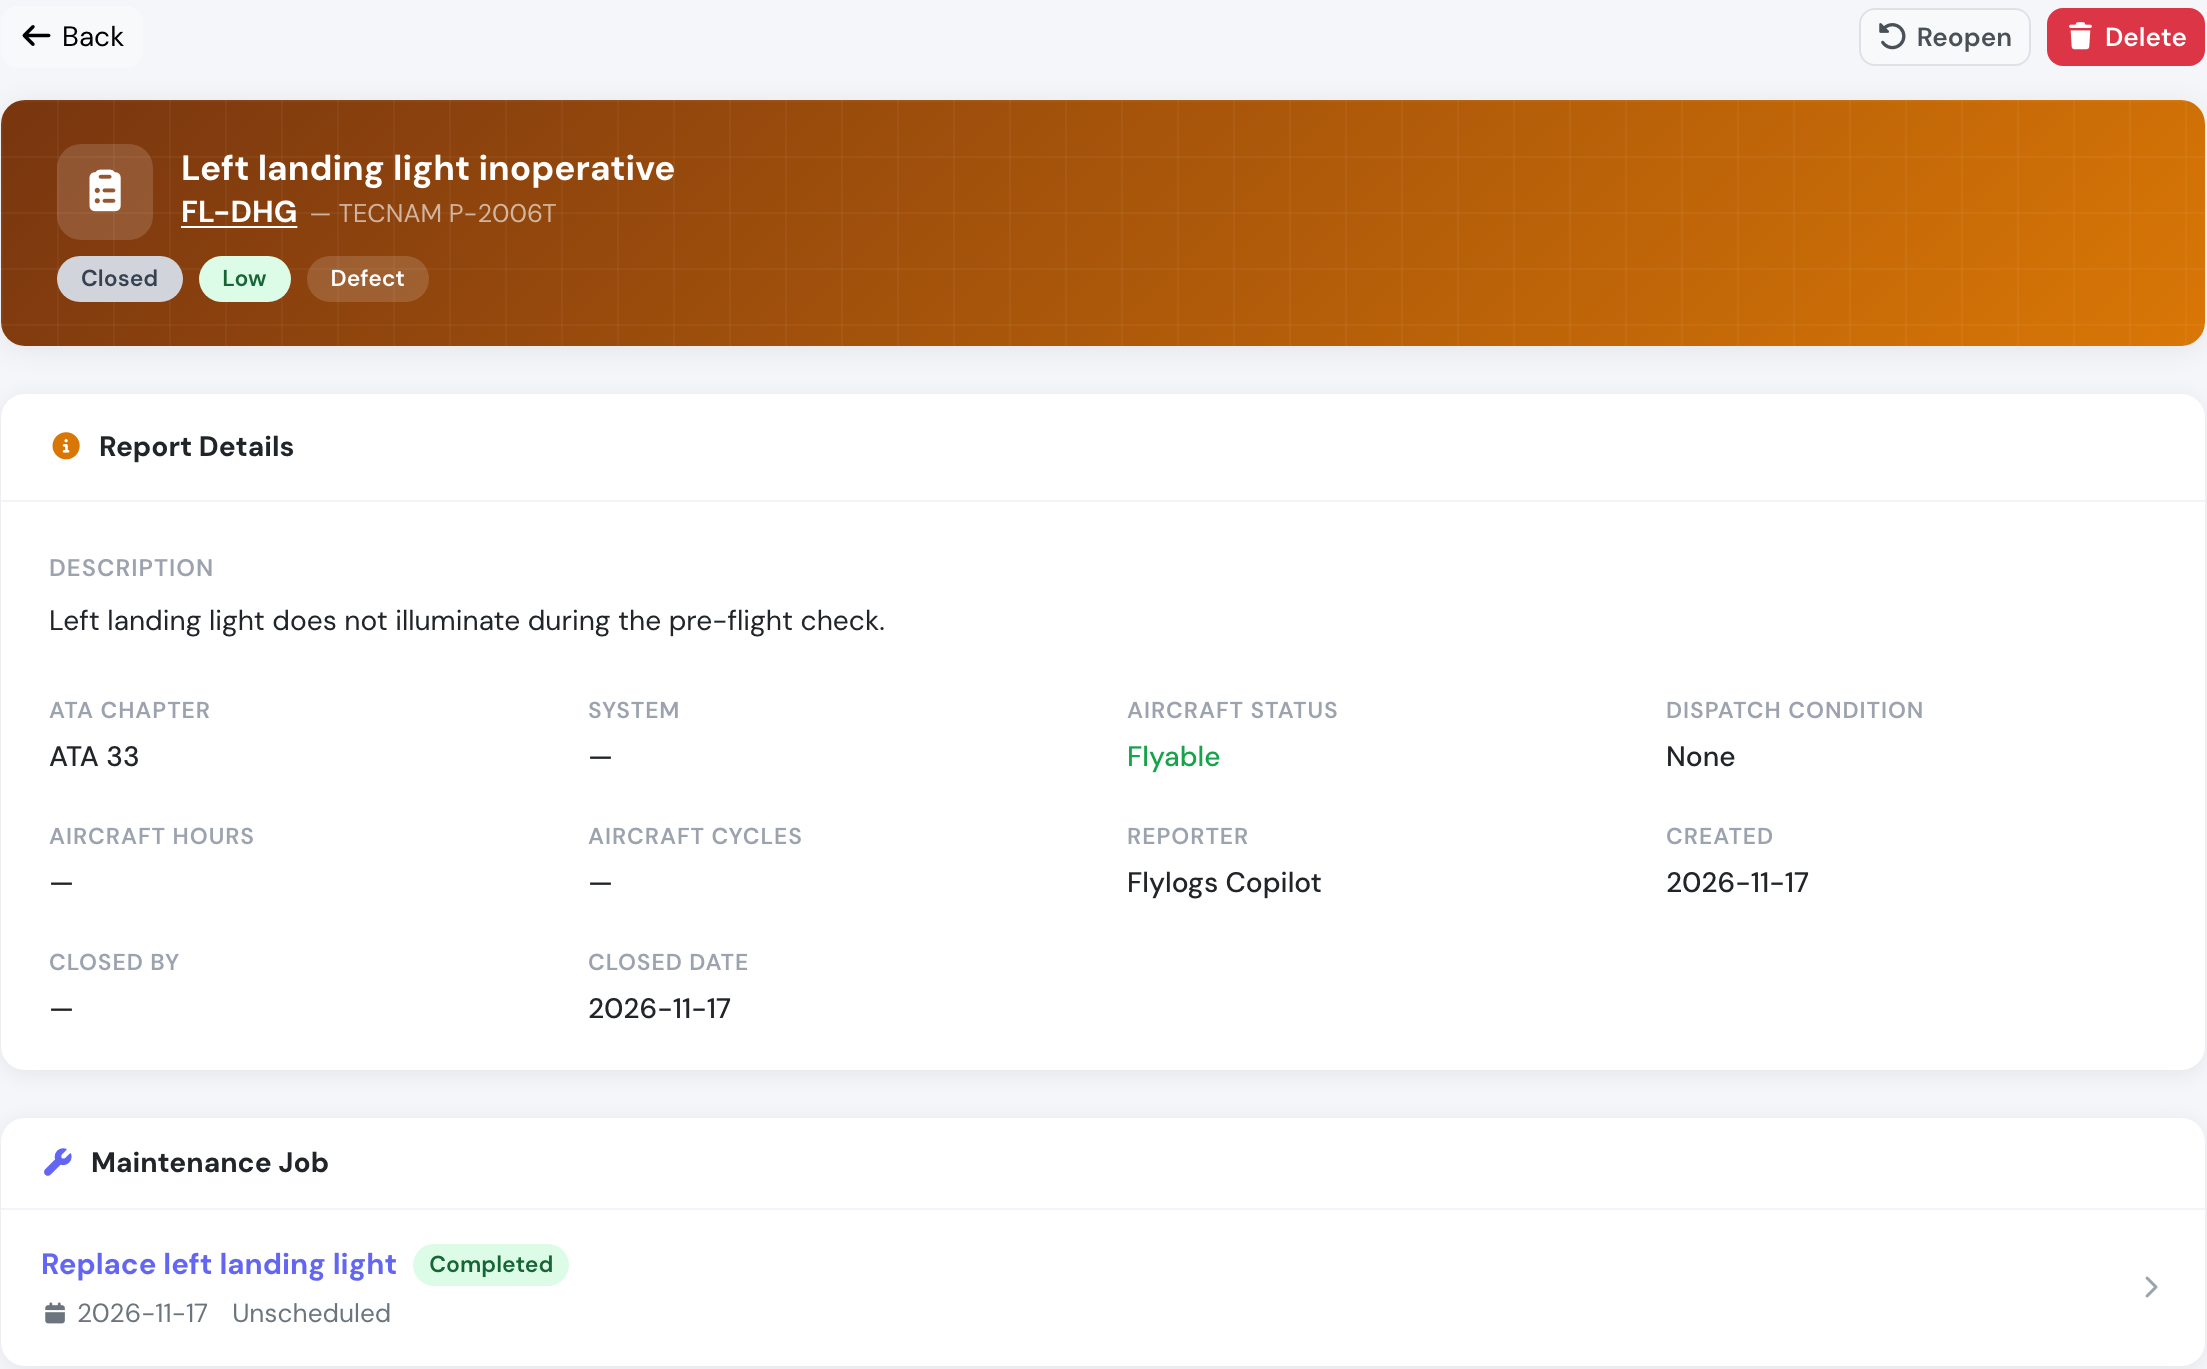 Back
Reopen
Delete
Left landing light inoperative
FL-DHG — TECNAM P-2006T
Closed
Low
Defect
Report Details
DESCRIPTION
Left landing light does not illuminate during the pre-flight check.
ATA CHAPTER
ATA 33
SYSTEM
—
AIRCRAFT STATUS
Flyable
DISPATCH CONDITION
None
AIRCRAFT HOURS
—
AIRCRAFT CYCLES
—
REPORTER
Flylogs Copilot
CREATED
2026-11-17
CLOSED BY
—
CLOSED DATE
2026-11-17
Maintenance Job
Replace left landing light Completed
2026-11-17 Unscheduled